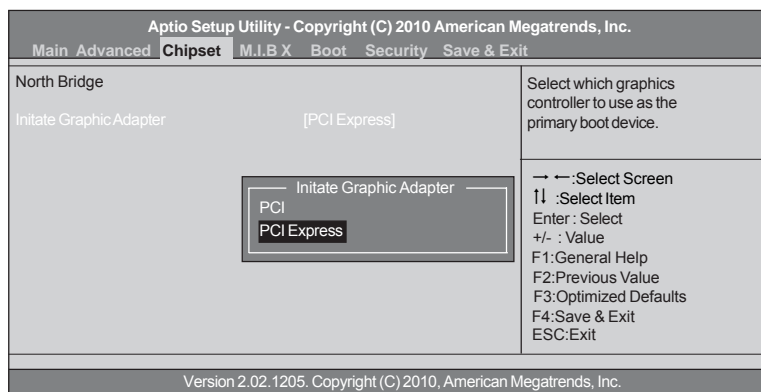 Aptio Setup Utility - Copyright (C) 2010 American Megatrends, Inc.
Main Advanced Chipset M.I.B X Boot Security Save & Exit
North Bridge
Initate Graphic Adapter [PCI Express]
Select which graphics
controller to use as the
primary boot device.
Initate Graphic Adapter
PCI
PCI Express
→ ←:Select Screen
↑↓ :Select Item
Enter : Select
+/- : Value
F1:General Help
F2:Previous Value
F3:Optimized Defaults
F4:Save & Exit
ESC:Exit
Version 2.02.1205. Copyright (C) 2010, American Megatrends, Inc.